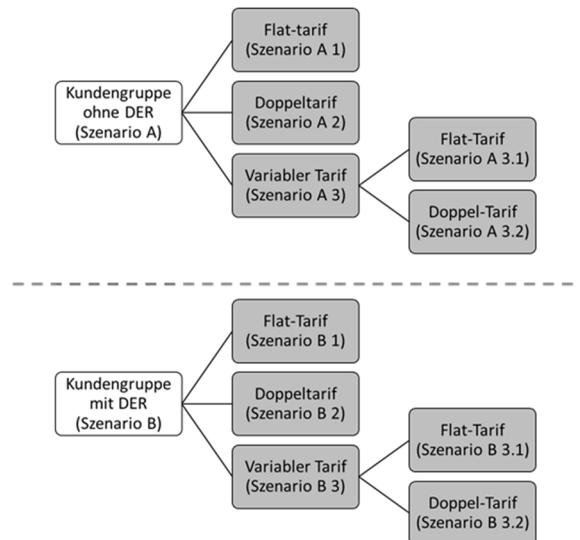 Flat-tarif
(Szenario A 1)
Kundengruppe
ohne DER
(Szenario A)
Doppeltarif
(Szenario A 2)
Variabler Tarif
(Szenario A 3)
Flat-Tarif
(Szenario A 3.1)
Doppel-Tarif
(Szenario A 3.2)
Flat-Tarif
(Szenario B 1)
Kundengruppe
mit DER
(Szenario B)
Doppeltarif
(Szenario B 2)
Variabler Tarif
(Szenario B 3)
Flat-Tarif
(Szenario B 3.1)
Doppel-Tarif
(Szenario B 3.2)